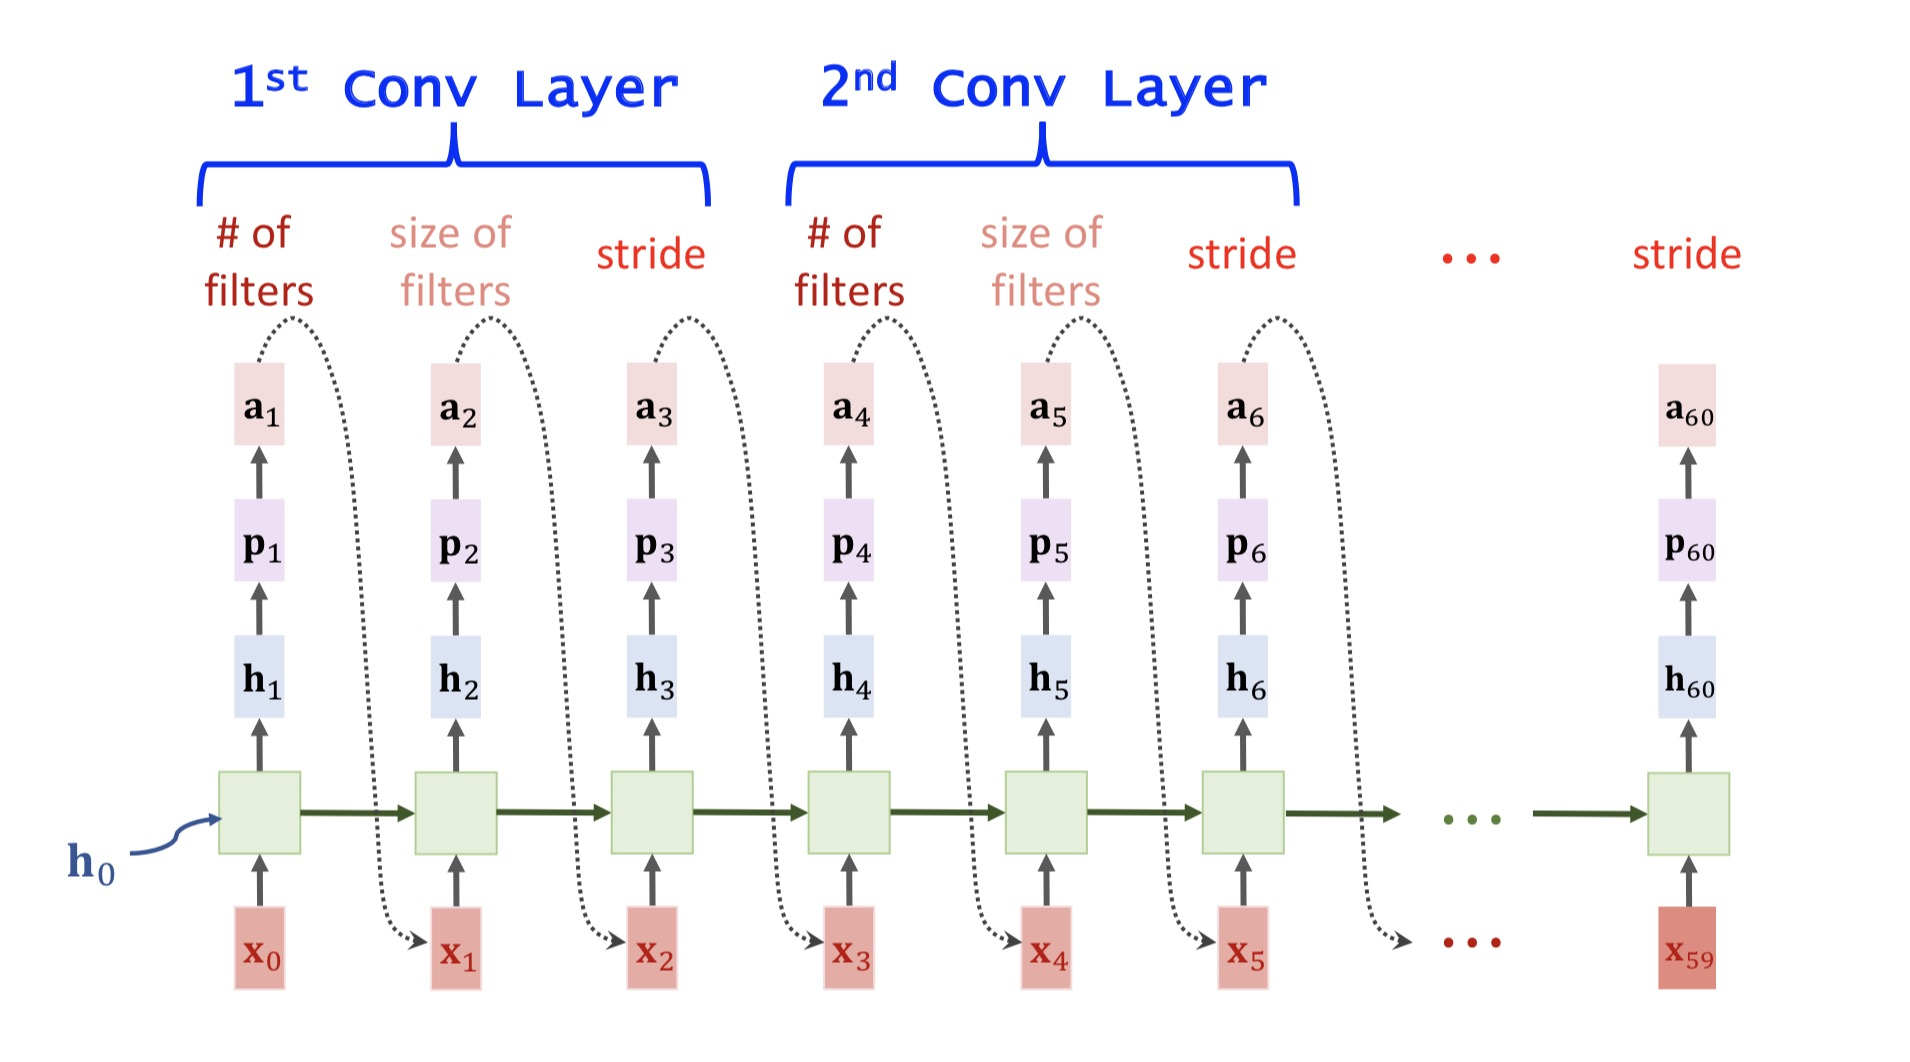 1st Conv Layer 2nd Conv Layer
# of filters size of filters stride # of filters size of filters stride ... stride
a1 a2 a3 a4 a5 a6 a60
p1 p2 p3 p4 p5 p6 p60
h1 h2 h3 h4 h5 h6 h60
h0 ...
x0 x1 x2 x3 x4 x5 ... x59